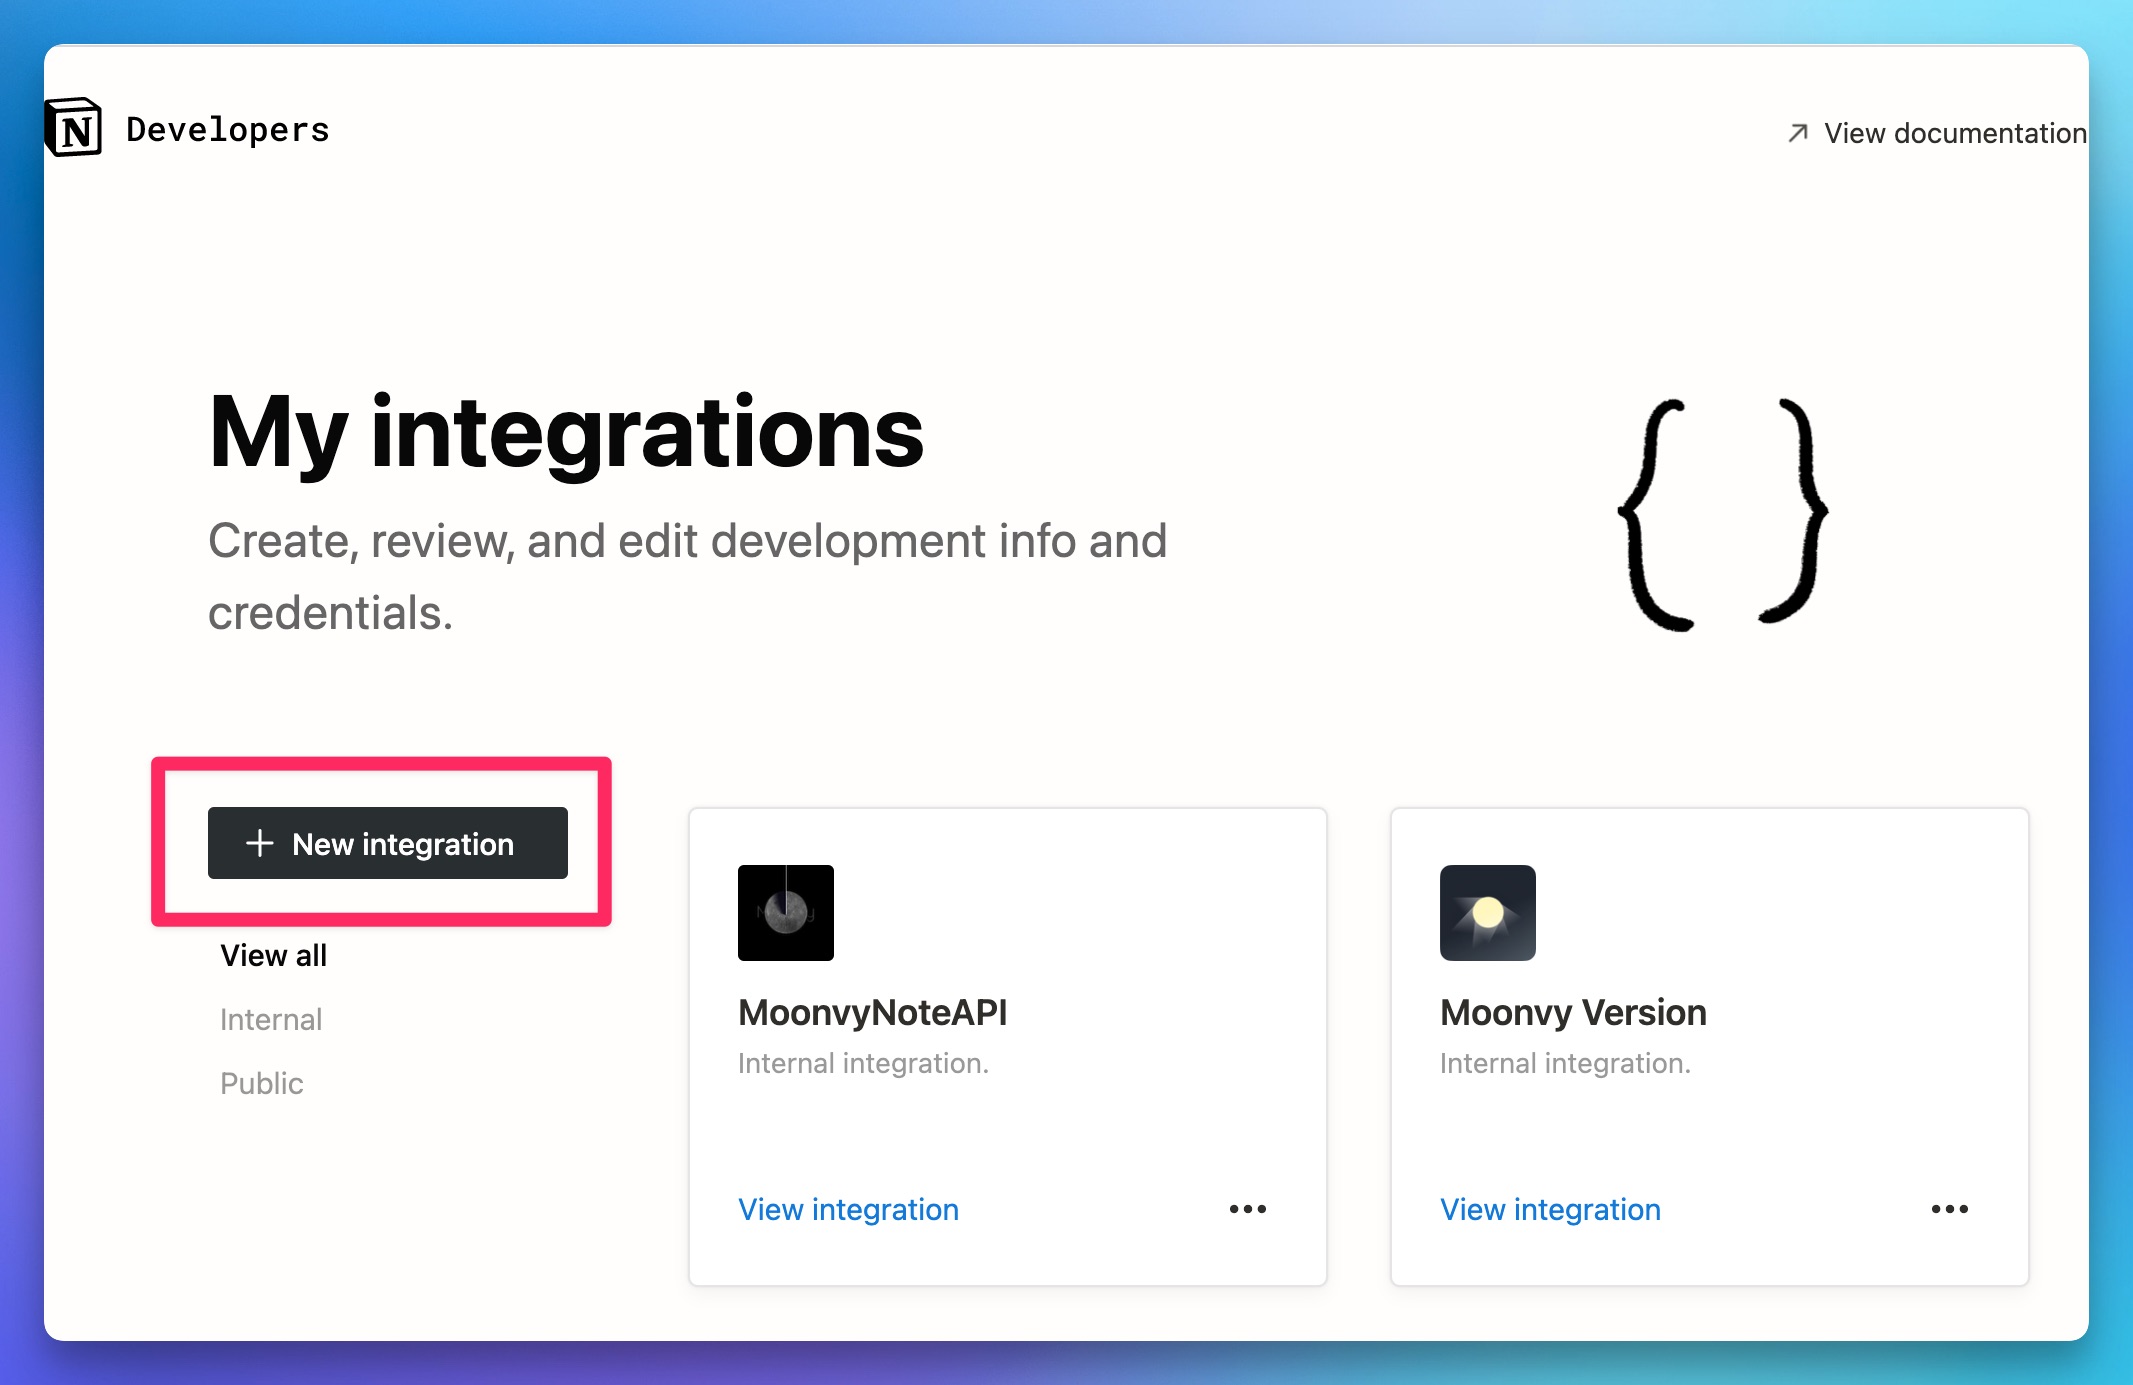 N Developers
View documentation
My integrations
Create, review, and edit development info and
credentials.
{ }
New integration
View all
Internal
Public
MoonvyNoteAPI
Internal integration.
View integration
Moonvy Version
Internal integration.
View integration